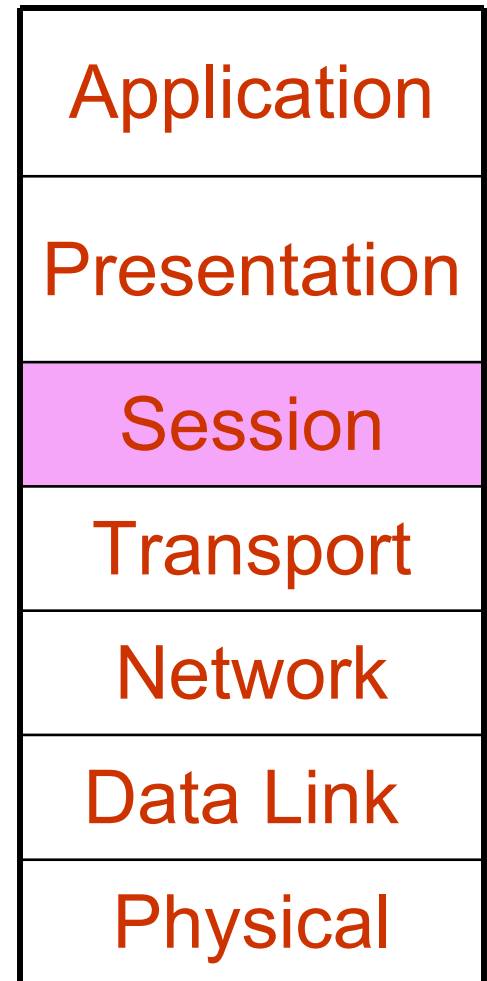 Application
Presentation
Session
Transport
Network
Data Link
Physical